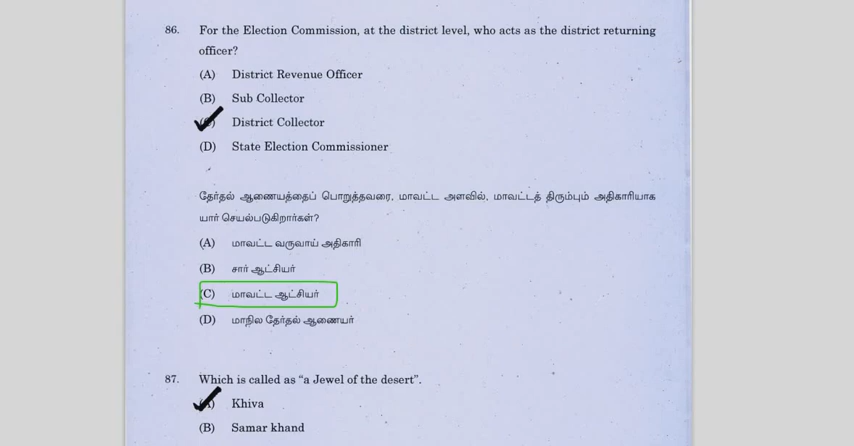 86. For the Election Commission, at the district level, who acts as the district returning
officer?
(A) District Revenue Officer
(B) Sub Collector
(C) District Collector
(D) State Election Commissioner
தேர்தல் ஆணையத்தைப் பொறுத்தவரை, மாவட்ட அளவில், மாவட்டத் திரும்பும் அதிகாரியாக
யார் செயல்படுகிறார்கள்?
(A) மாவட்ட வருவாய் அதிகாரி
(B) சார் ஆட்சியர்
(C) மாவட்ட ஆட்சியர்
(D) மாநில தேர்தல் ஆணையர்
87. Which is called as “a Jewel of the desert”.
(A) Khiva
(B) Samar khand